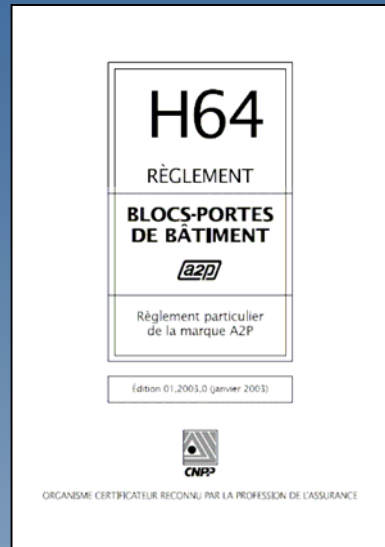 H64
RÈGLEMENT
BLOCS-PORTES
DE BÂTIMENT
a2p
Règlement particulier
de la marque A2P
Édition 01.2003.0 (janvier 2003)
CNPP
ORGANISME CERTIFICATEUR RECONNU PAR LA PROFESSION DE L'ASSURANCE